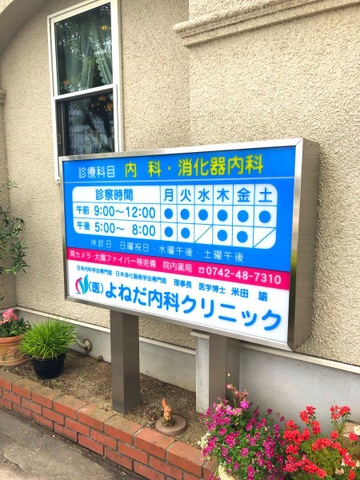 診療科目 内 科・消化器内科
診察時間 月 火 水 木 金 土
午前 9:00〜12:00 ● ● ● ● ● ●
午後 5:00〜 8:00 ● ● ╱ ● ● ╱
休診日 日曜祝日・水曜午後・土曜午後
胃カメラ・大腸ファイバー等完備 院内薬局 ☎0742-48-7310
日本内科学会専門医・日本消化器病学会専門医 理事長 医学博士 米田 諭
(医)よねだ内科クリニック